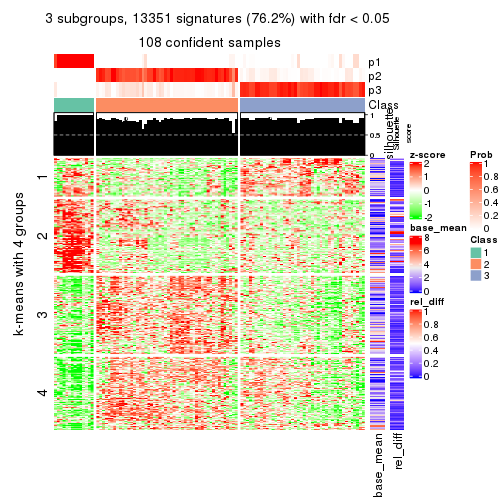 3 subgroups, 13351 signatures (76.2%) with fdr < 0.05
108 confident samples
p1
p2
p3
Class
1
0.5
0
silhouette
Silhouette
score
k-means with 4 groups
1
2
3
4
base_mean
rel_diff
z-score
2
1
0
-1
-2
base_mean
8
6
4
2
0
rel_diff
1
0.8
0.6
0.4
0.2
0
Prob
1
0.8
0.6
0.4
0.2
0
Class
1
2
3